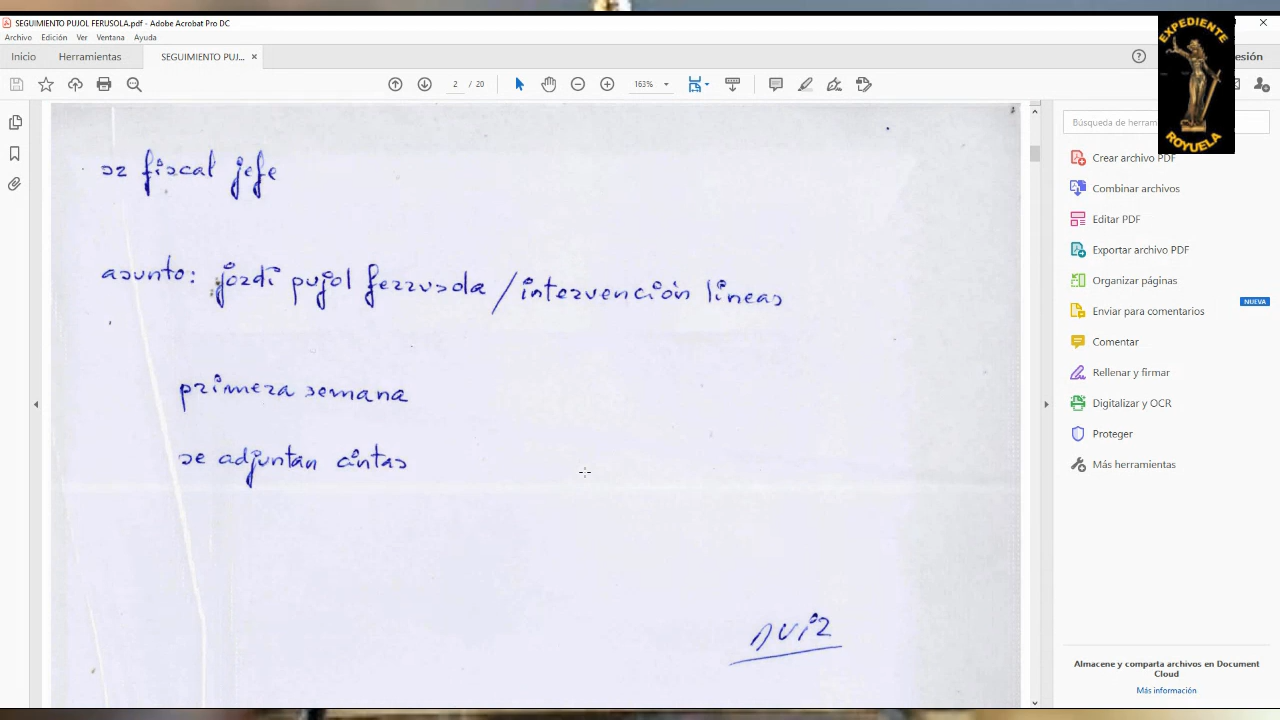 SEGUIMIENTO PUJOL FERUSOLA.pdf - Adobe Acrobat Pro DC
Archivo Edición Ver Ventana Ayuda
Inicio Herramientas SEGUIMIENTO PUJ... ×
2 / 20 163%
EXPEDIENTE
ROYUELA
esión
sr fiscal jefe
asunto: jordi pujol ferrusola / intervención lineas
primera semana
se adjuntan cintas
Búsqueda de herram
Crear archivo PDF
Combinar archivos
Editar PDF
Exportar archivo PDF
Organizar páginas
NUEVA
Enviar para comentarios
Comentar
Rellenar y firmar
Digitalizar y OCR
Proteger
Más herramientas
Almacene y comparta archivos en Document
Cloud
Más información